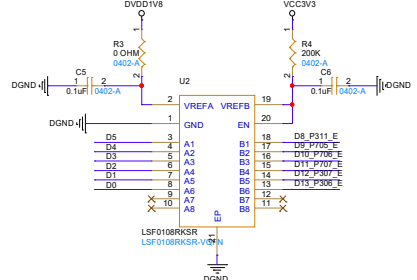 DVDD1V8 VCC3V3
R3 R4
0 OHM 200K
0402-A 0402-A
1 2 1 2
C5 C6
DGND 1 2 1 2 DGND
0.1uF 0402-A 0.1uF 0402-A
U2
2 VREFA VREFB 19
DGND 1 GND EN 20
D5 3 A1 B1 18 D8_P311_E
D4 4 A2 B2 17 D9_P705_E
D3 5 A3 B3 16 D10_P706_E
D2 6 A4 B4 15 D11_P707_E
D1 7 A5 B5 14 D12_P307_E
D0 8 A6 B6 13 D13_P306_E
9 A7 B7 12
10 A8 B8 11
EP
LSF0108RKSR
21
DGND